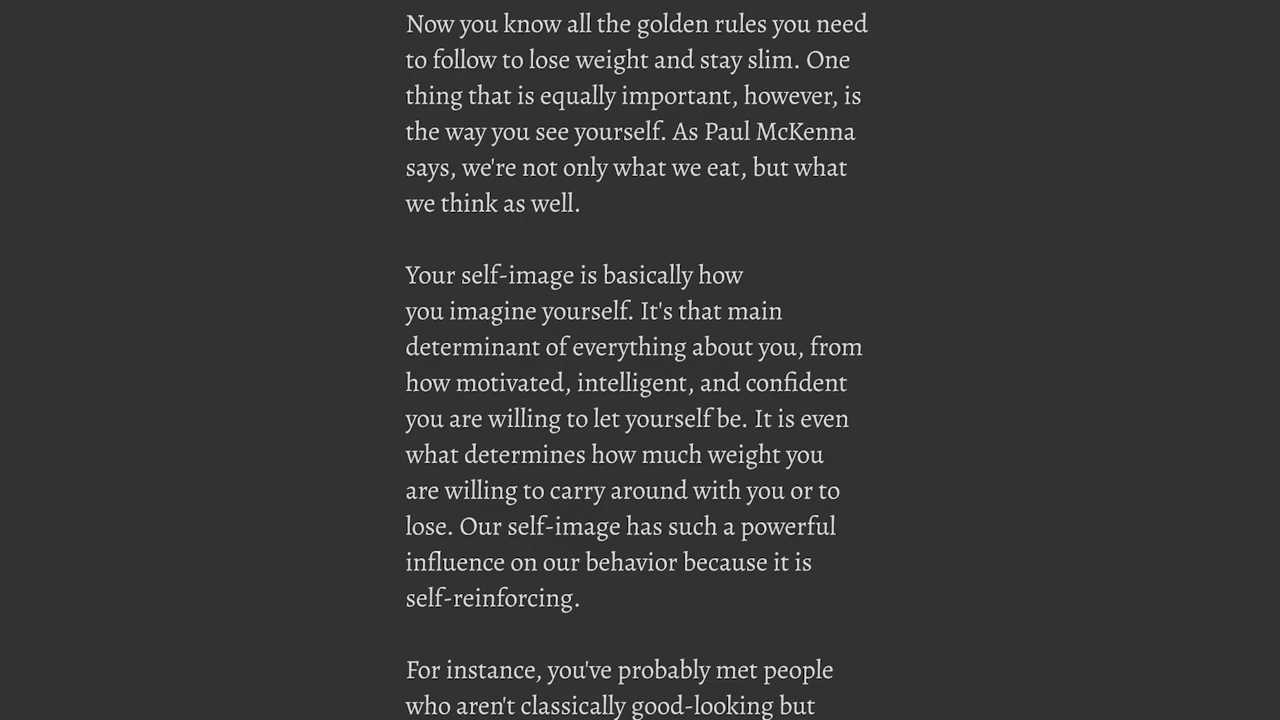 Now you know all the golden rules you need
to follow to lose weight and stay slim. One
thing that is equally important, however, is
the way you see yourself. As Paul McKenna
says, we're not only what we eat, but what
we think as well.
Your self-image is basically how
you imagine yourself. It's that main
determinant of everything about you, from
how motivated, intelligent, and confident
you are willing to let yourself be. It is even
what determines how much weight you
are willing to carry around with you or to
lose. Our self-image has such a powerful
influence on our behavior because it is
self-reinforcing.
For instance, you've probably met people
who aren't classically good-looking but